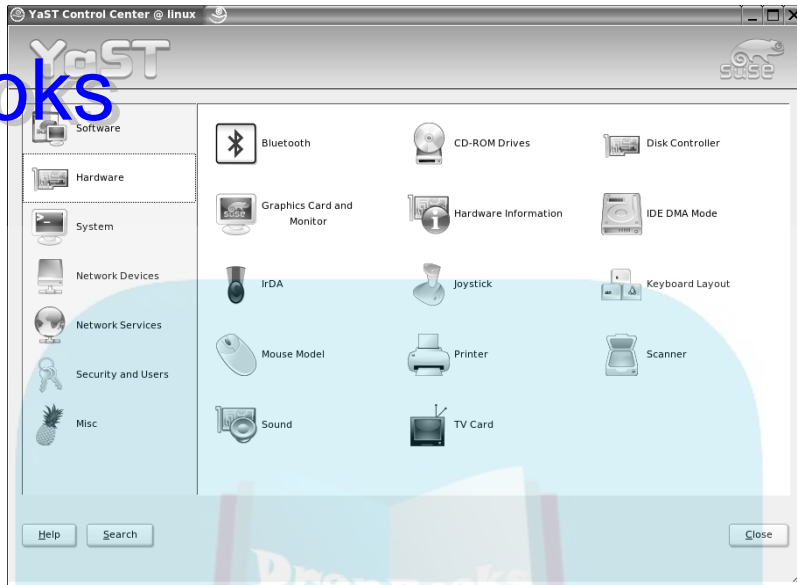 YaST Control Center @ linux
YaST
suse
oks
Software
Hardware
System
Network Devices
Network Services
Security and Users
Misc
Bluetooth
CD-ROM Drives
Disk Controller
Graphics Card and
Monitor
Hardware Information
IDE DMA Mode
IrDA
Joystick
Keyboard Layout
Mouse Model
Printer
Scanner
Sound
TV Card
Help
Search
Close